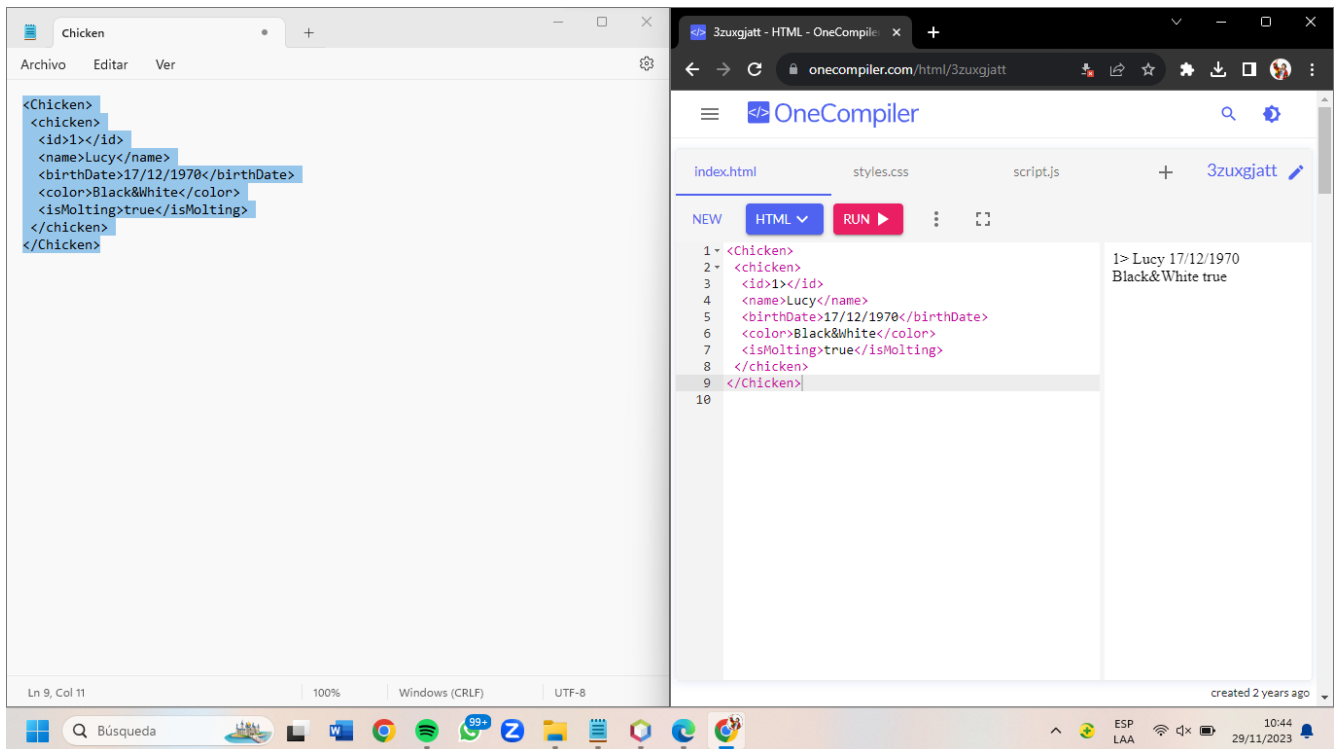 Chicken
Archivo Editar Ver
<Chicken>
<chicken>
<id>1></id>
<name>Lucy</name>
<birthDate>17/12/1970</birthDate>
<color>Black&White</color>
<isMolting>true</isMolting>
</chicken>
</Chicken>
Ln 9, Col 11 100% Windows (CRLF) UTF-8
3zuxgjatt - HTML - OneCompile
onecompiler.com/html/3zuxgjatt
</> OneCompiler
index.html styles.css script.js + 3zuxgjatt
NEW HTML RUN
1 <Chicken>
2 <chicken>
3 <id>1></id>
4 <name>Lucy</name>
5 <birthDate>17/12/1970</birthDate>
6 <color>Black&White</color>
7 <isMolting>true</isMolting>
8 </chicken>
9 </Chicken>
10
1> Lucy 17/12/1970
Black&White true
created 2 years ago
Búsqueda
99+
ESP
LAA
10:44
29/11/2023